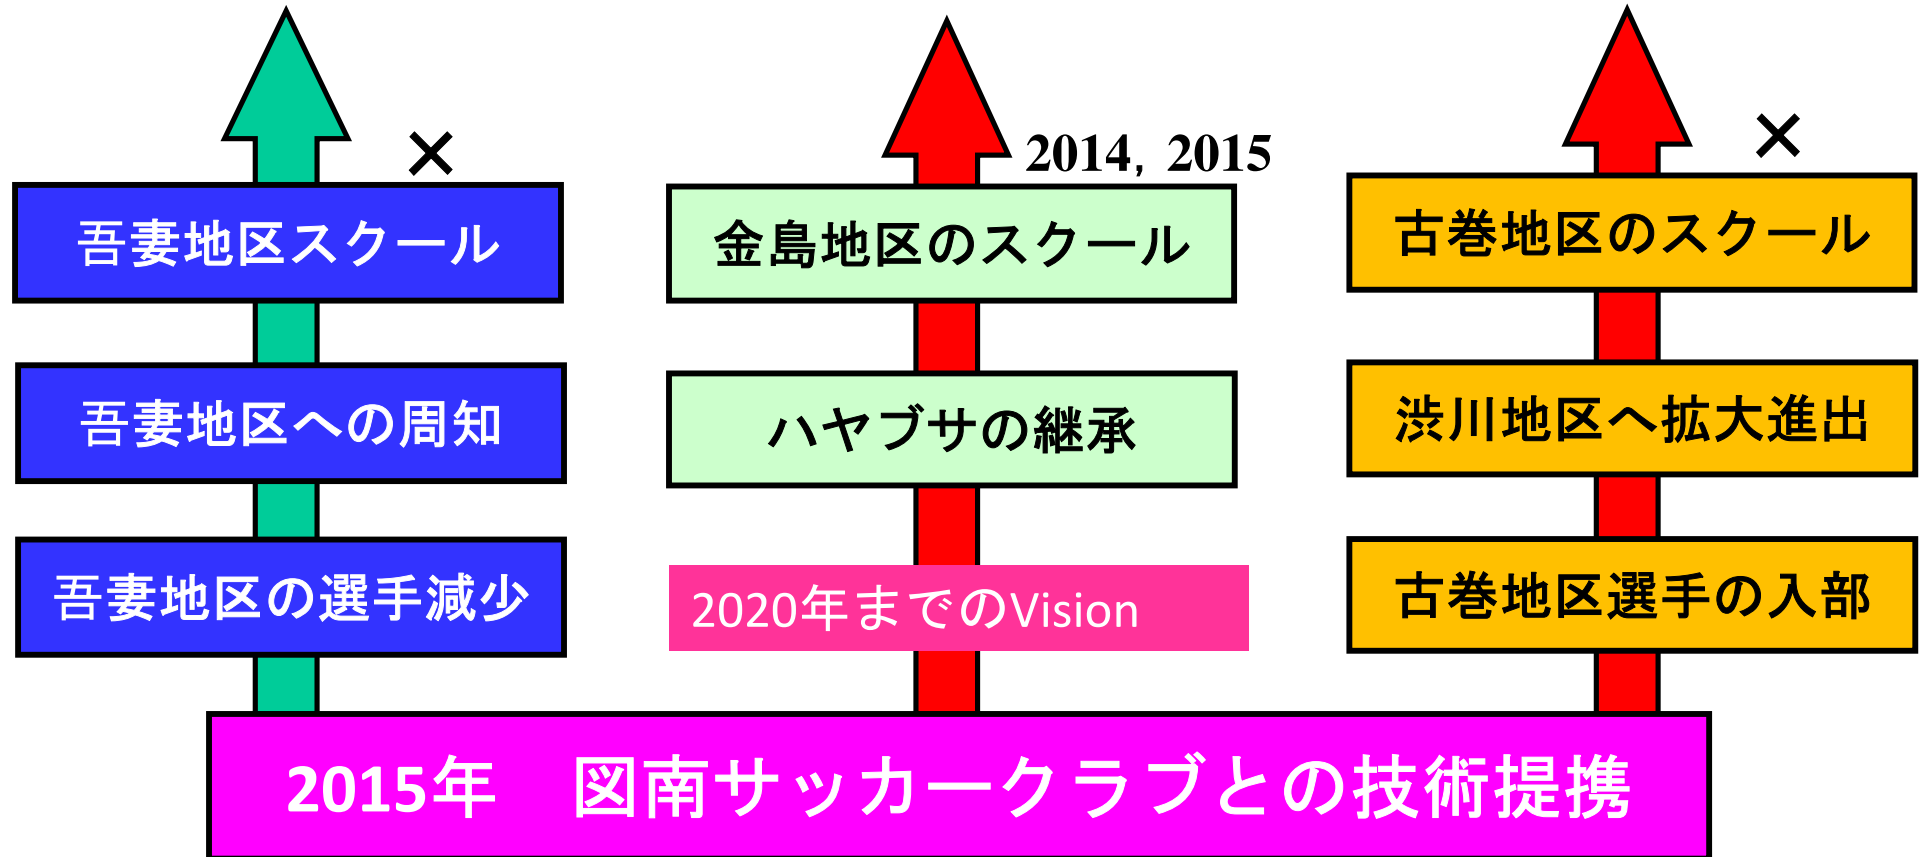 ×
2014, 2015
×
吾妻地区スクール
金島地区のスクール
古巻地区のスクール
吾妻地区への周知
ハヤブサの継承
渋川地区へ拡大進出
吾妻地区の選手減少
2020年までのVision
古巻地区選手の入部
2015年　図南サッカークラブとの技術提携